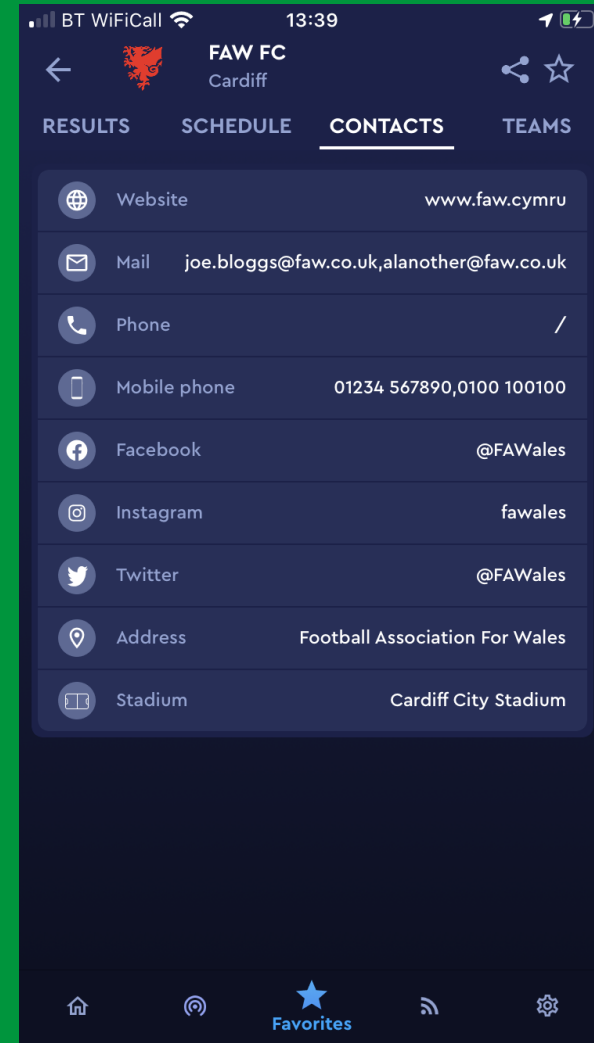 BT WiFiCall 13:39
FAW FC
Cardiff
RESULTS SCHEDULE CONTACTS TEAMS
Website www.faw.cymru
Mail joe.bloggs@faw.co.uk,alanother@faw.co.uk
Phone /
Mobile phone 01234 567890,0100 100100
Facebook @FAWales
Instagram fawales
Twitter @FAWales
Address Football Association For Wales
Stadium Cardiff City Stadium
Favorites